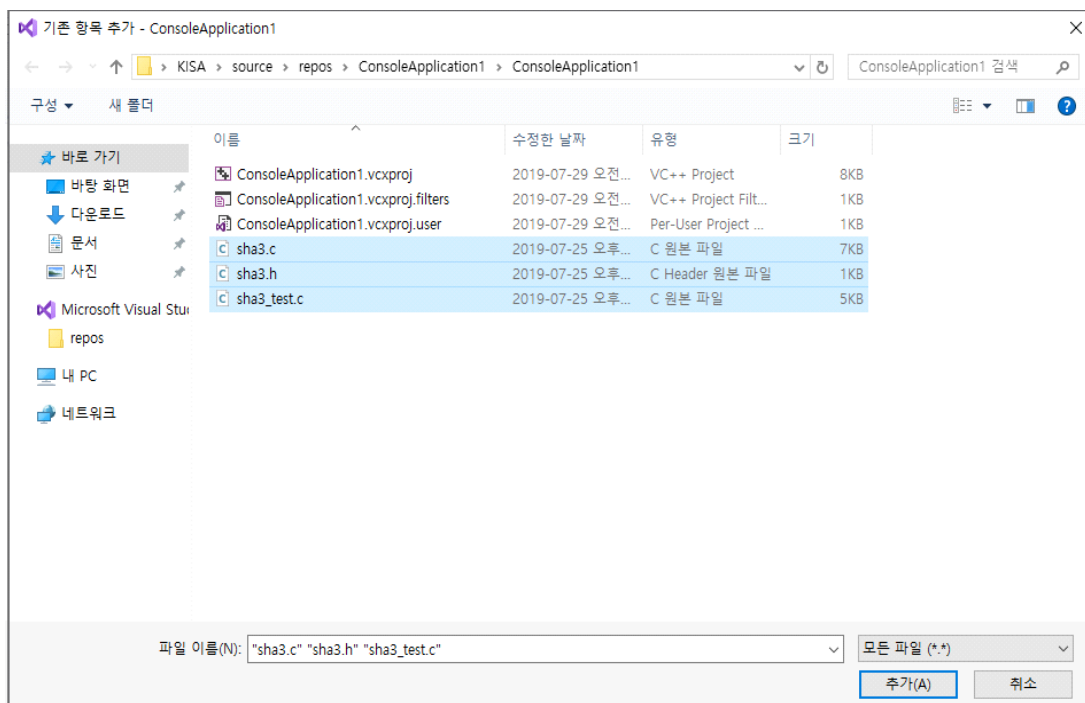 기존 항목 추가 - ConsoleApplication1
KISA > source > repos > ConsoleApplication1 > ConsoleApplication1
ConsoleApplication1 검색
구성 새 폴더
이름 수정한 날짜 유형 크기
바로 가기
바탕 화면
다운로드
문서
사진
Microsoft Visual Stu
repos
내 PC
네트워크
ConsoleApplication1.vcxproj 2019-07-29 오전... VC++ Project 8KB
ConsoleApplication1.vcxproj.filters 2019-07-29 오전... VC++ Project Filt... 1KB
ConsoleApplication1.vcxproj.user 2019-07-29 오전... Per-User Project ... 1KB
sha3.c 2019-07-25 오후... C 원본 파일 7KB
sha3.h 2019-07-25 오후... C Header 원본 파일 1KB
sha3_test.c 2019-07-25 오후... C 원본 파일 5KB
파일 이름(N): "sha3.c" "sha3.h" "sha3_test.c" 모든 파일 (*.*)
추가(A) 취소